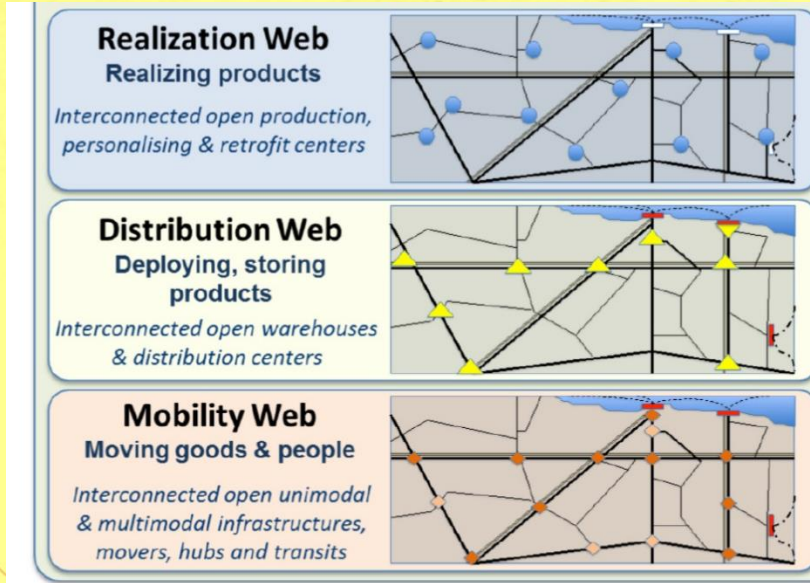 Realization Web
Realizing products
Interconnected open production,
personalising & retrofit centers
Distribution Web
Deploying, storing
products
Interconnected open warehouses
& distribution centers
Mobility Web
Moving goods & people
Interconnected open unimodal
& multimodal infrastructures,
movers, hubs and transits